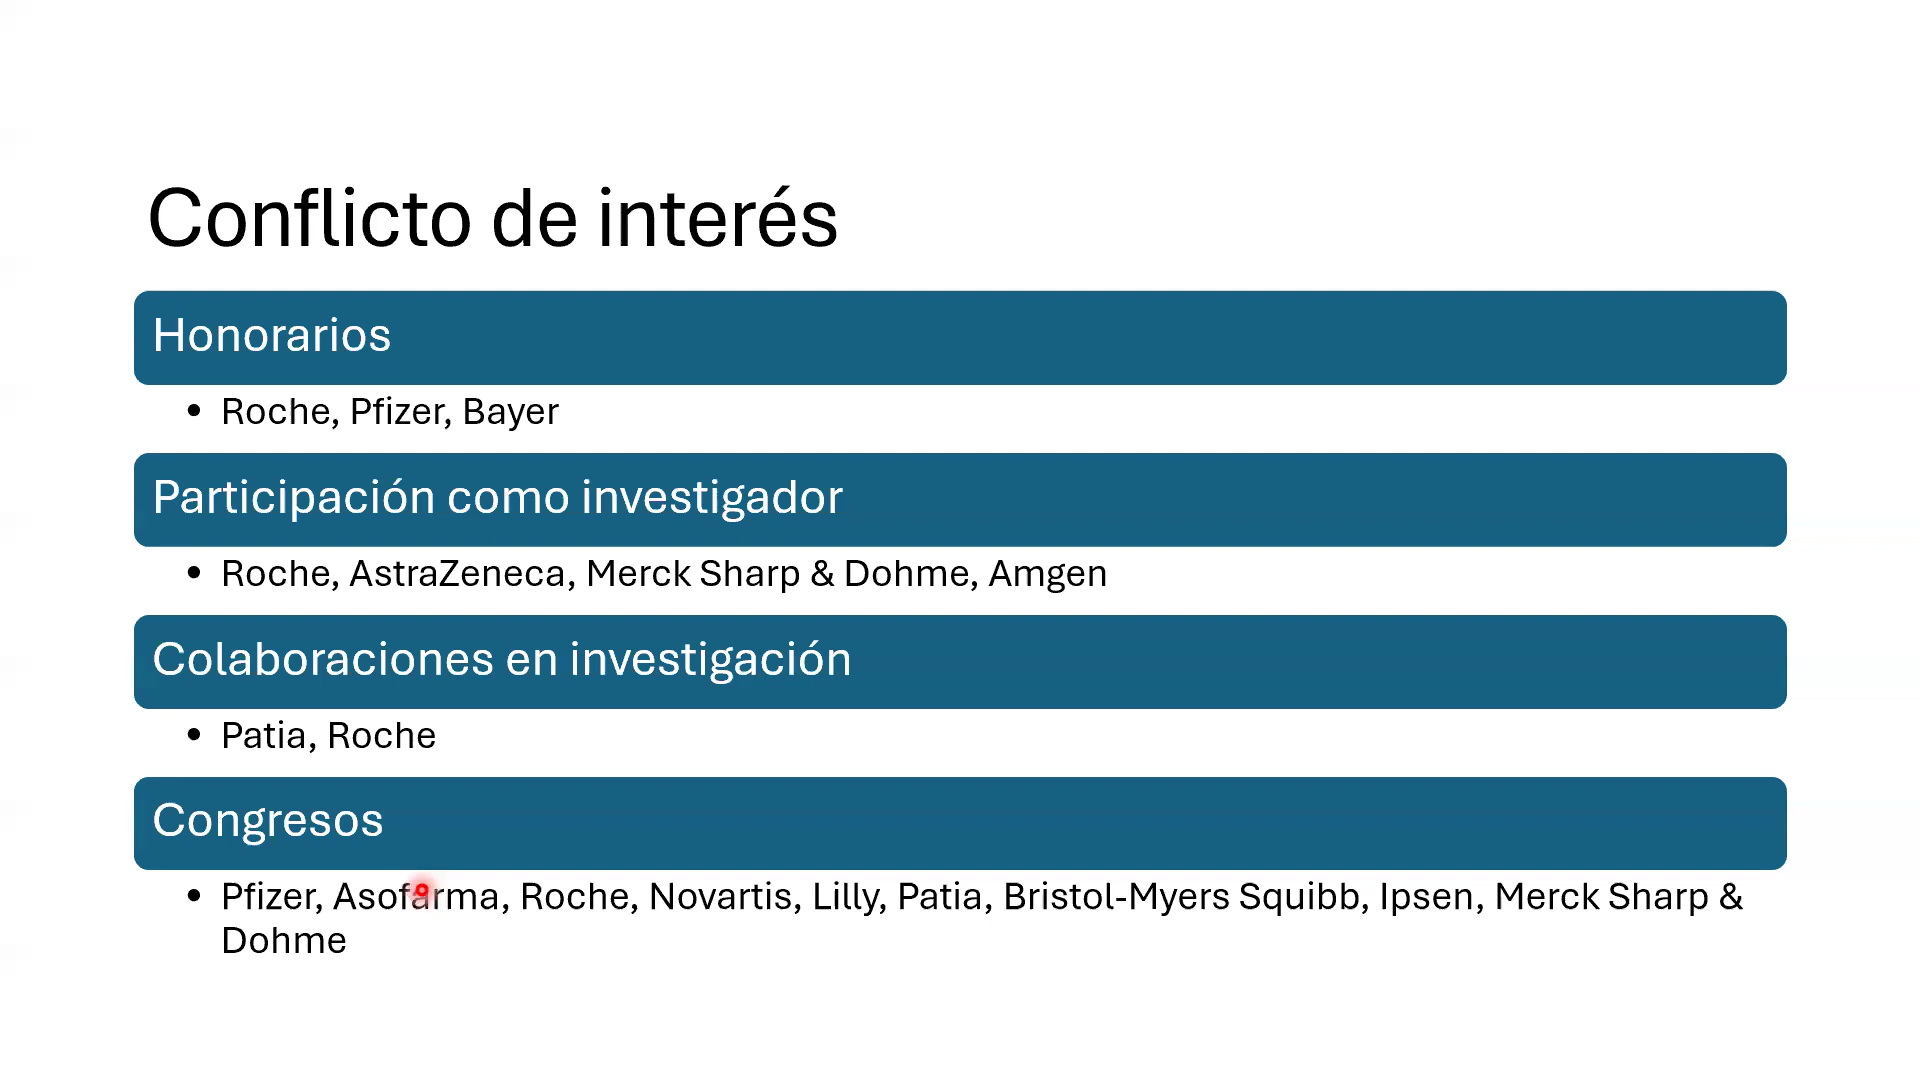 Conflicto de interés
Honorarios
• Roche, Pfizer, Bayer
Participación como investigador
• Roche, AstraZeneca, Merck Sharp & Dohme, Amgen
Colaboraciones en investigación
• Patia, Roche
Congresos
• Pfizer, Asofarma, Roche, Novartis, Lilly, Patia, Bristol-Myers Squibb, Ipsen, Merck Sharp &
Dohme